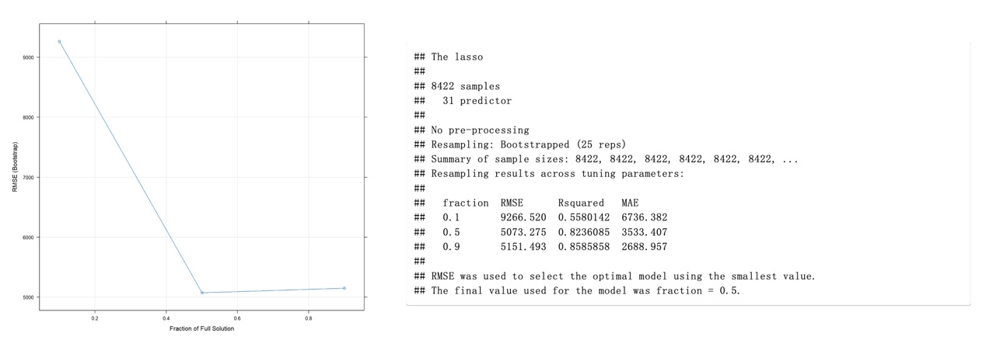 9000
8000
7000
6000
5000
RMSE (Bootstrap)
0.2 0.4 0.6 0.8
Fraction of Full Solution
## The lasso
##
## 8422 samples
##   31 predictor
##
## No pre-processing
## Resampling: Bootstrapped (25 reps)
## Summary of sample sizes: 8422, 8422, 8422, 8422, 8422, 8422, ...
## Resampling results across tuning parameters:
##
##   fraction  RMSE      Rsquared   MAE
##   0.1       9266.520  0.5580142  6736.382
##   0.5       5073.275  0.8236085  3533.407
##   0.9       5151.493  0.8585858  2688.957
##
## RMSE was used to select the optimal model using the smallest value.
## The final value used for the model was fraction = 0.5.